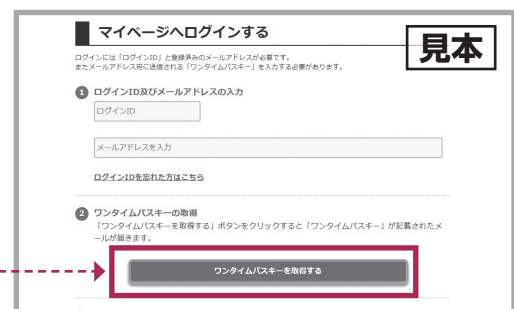 マイページへログインする
見本
ログインには「ログインID」と登録済みのメールアドレスが必要です。
またメールアドレス宛に送信される「ワンタイムパスキー」を入力する必要があります。
1 ログインID及びメールアドレスの入力
ログインID
メールアドレスを入力
ログインIDを忘れた方はこちら
2 ワンタイムパスキーの取得
「ワンタイムパスキーを取得する」ボタンをクリックすると「ワンタイムパスキー」が記載されたメ
ールが届きます。
ワンタイムパスキーを取得する